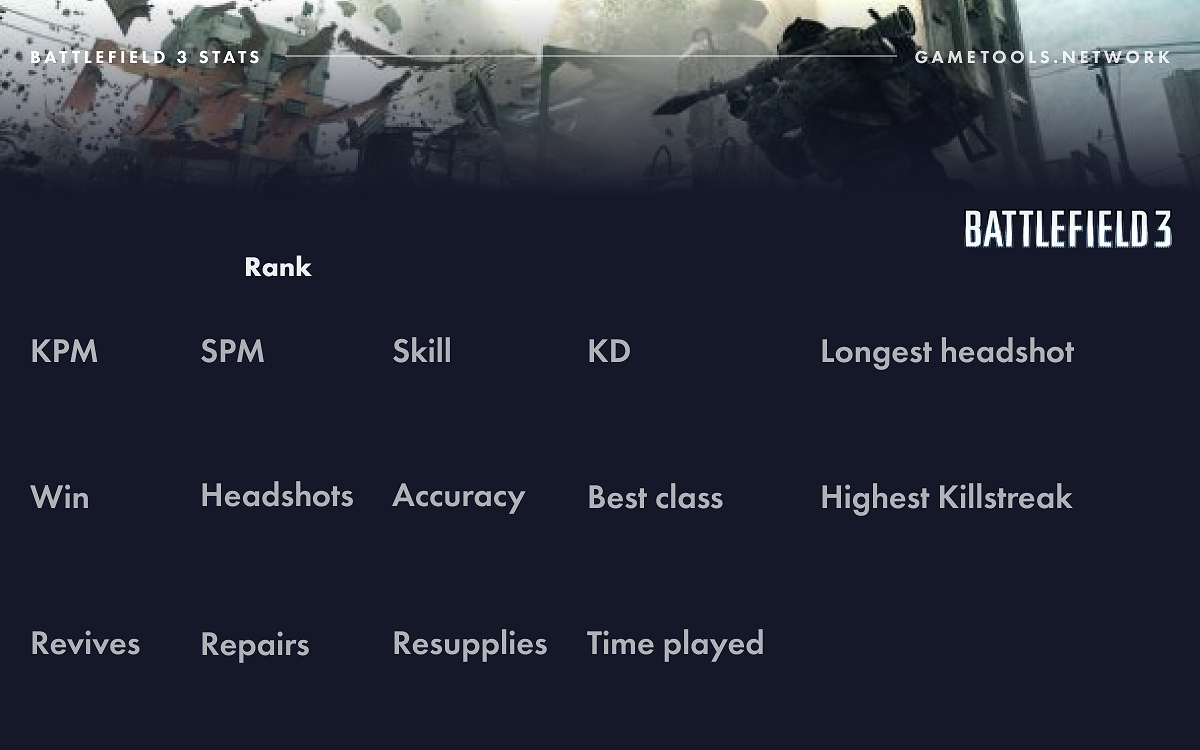 BATTLEFIELD 3 STATS GAMETOOLS.NETWORK
BATTLEFIELD 3
Rank
KPM SPM Skill KD Longest headshot
Win Headshots Accuracy Best class Highest Killstreak
Revives Repairs Resupplies Time played